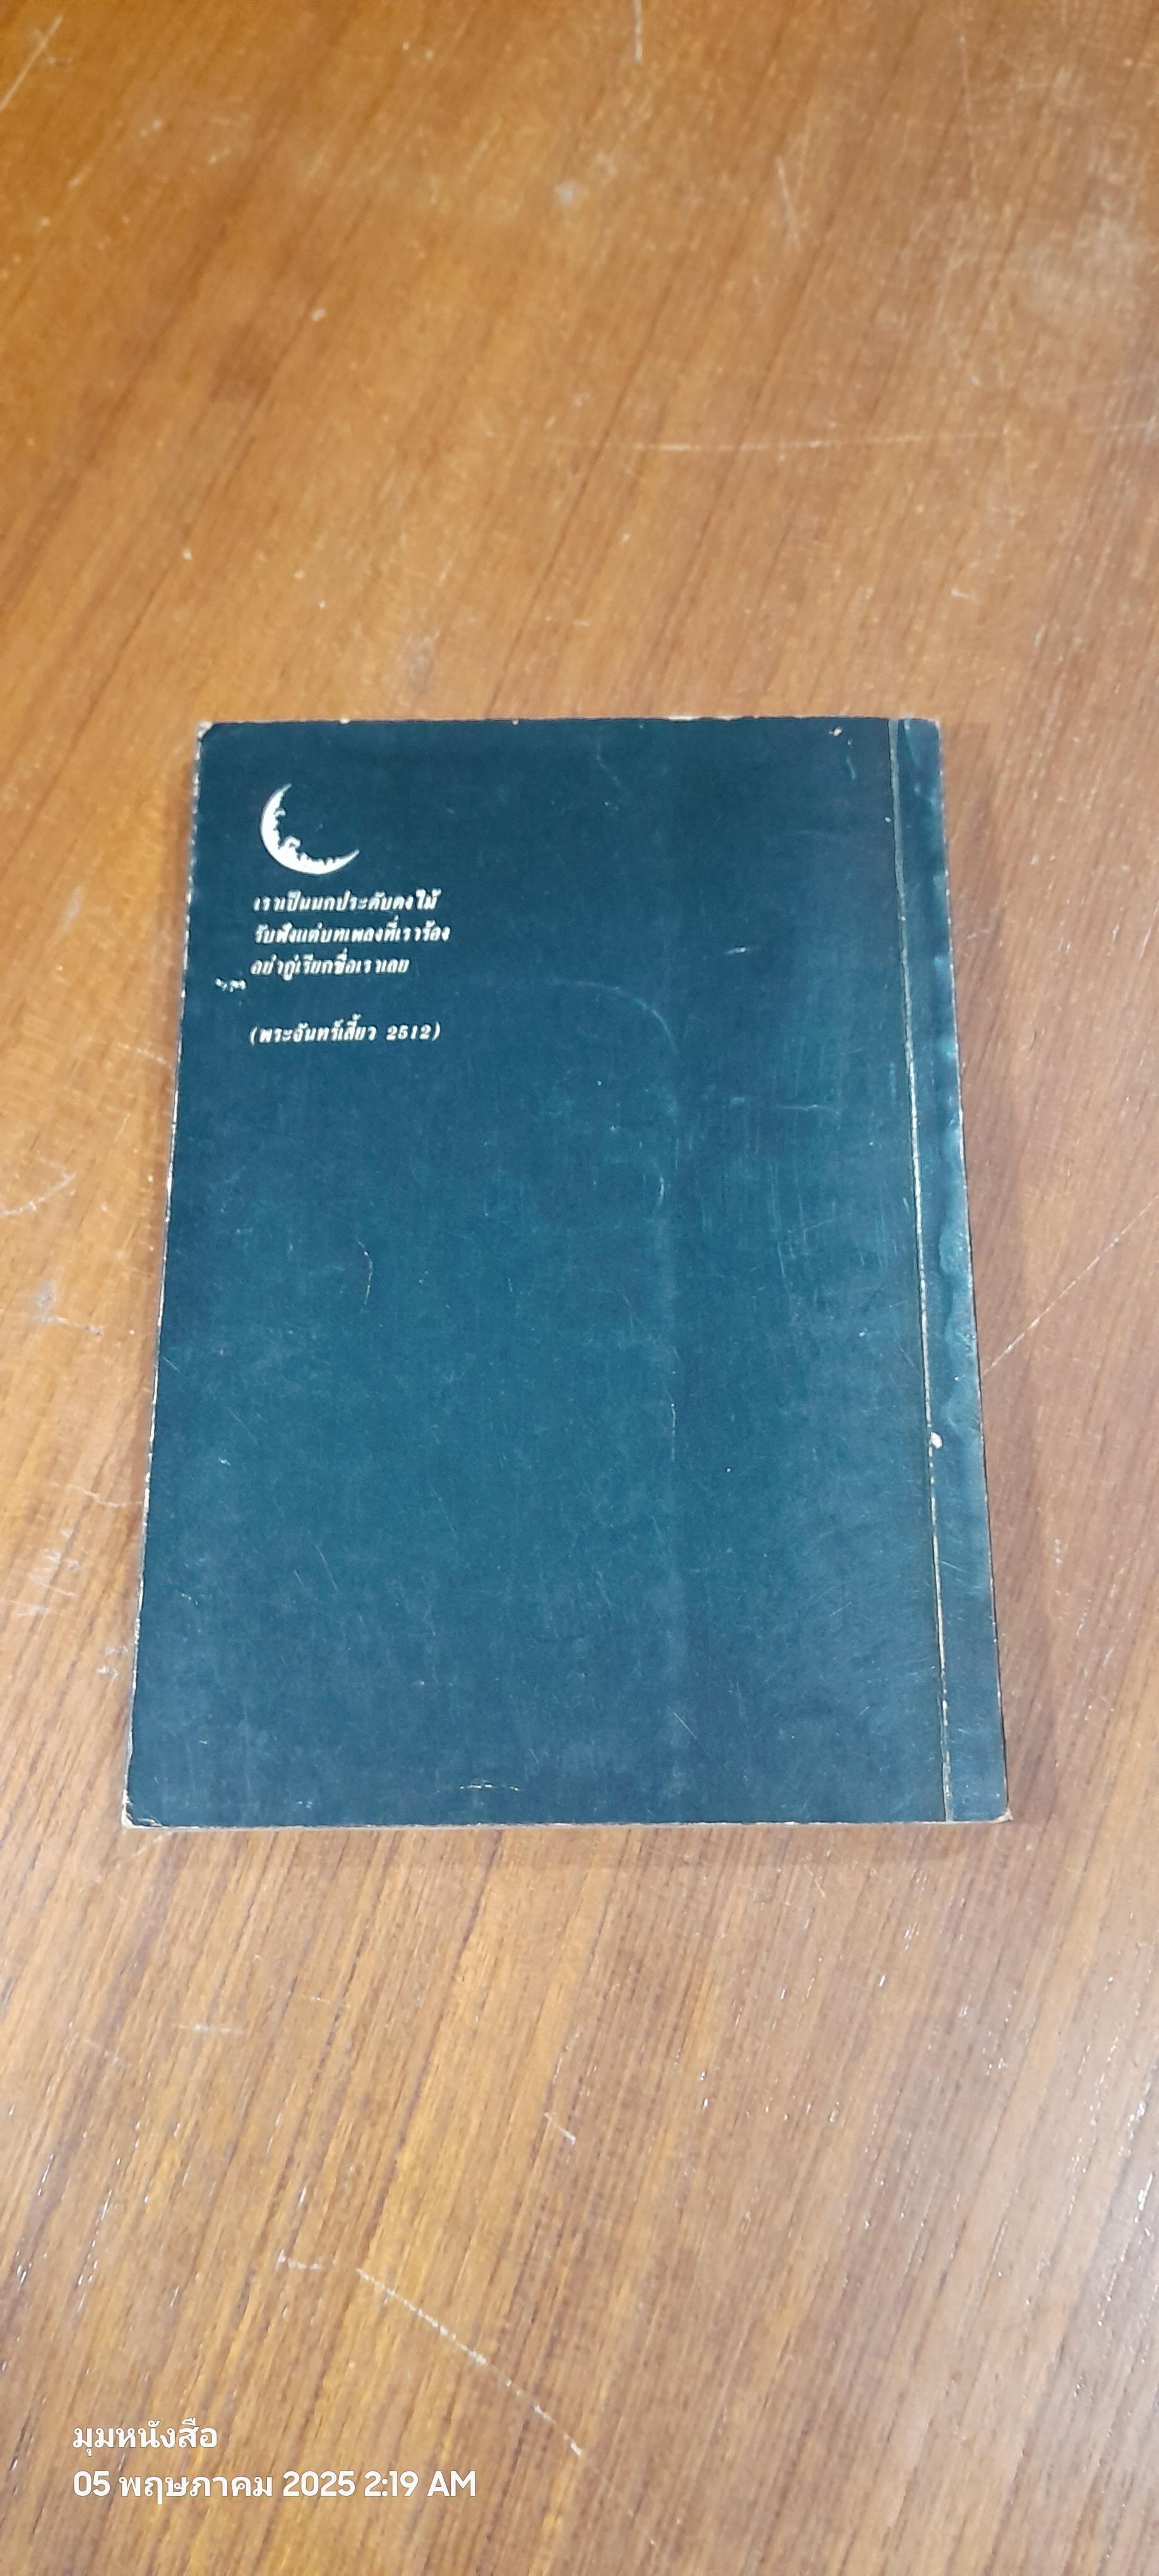 เราเป็นนกประดับดงไม้
รับฟังแต่บทเพลงที่เราร้อง
อย่ากู่เรียกชื่อเราเลย
(พระจันทร์เสี้ยว 2512)
มุมหนังสือ
05 พฤษภาคม 2025 2:19 AM